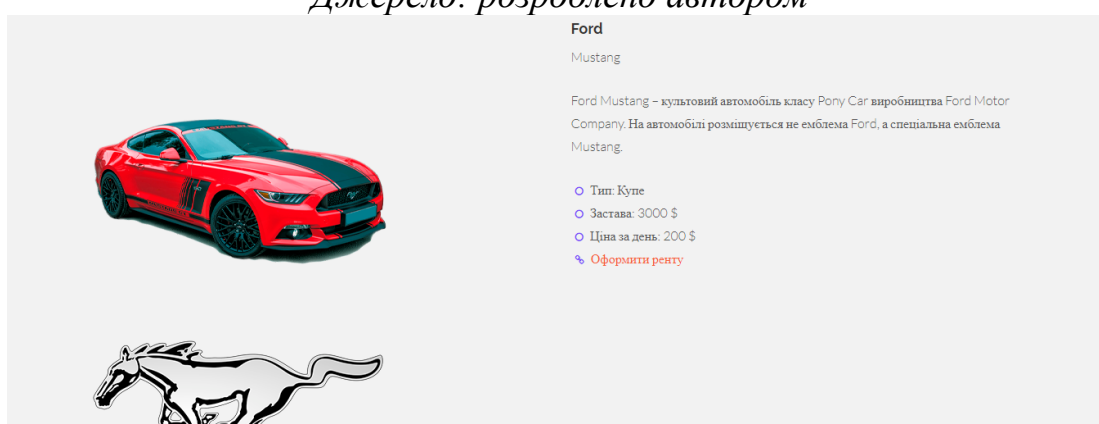 Джерело: розроблено автором
Ford
Mustang
Ford Mustang – культовий автомобіль класу Pony Car виробництва Ford Motor
Company. На автомобілі розміщується не емблема Ford, а спеціальна емблема
Mustang.
Тип: Купе
Застава: 3000 $
Ціна за день: 200 $
Оформити ренту